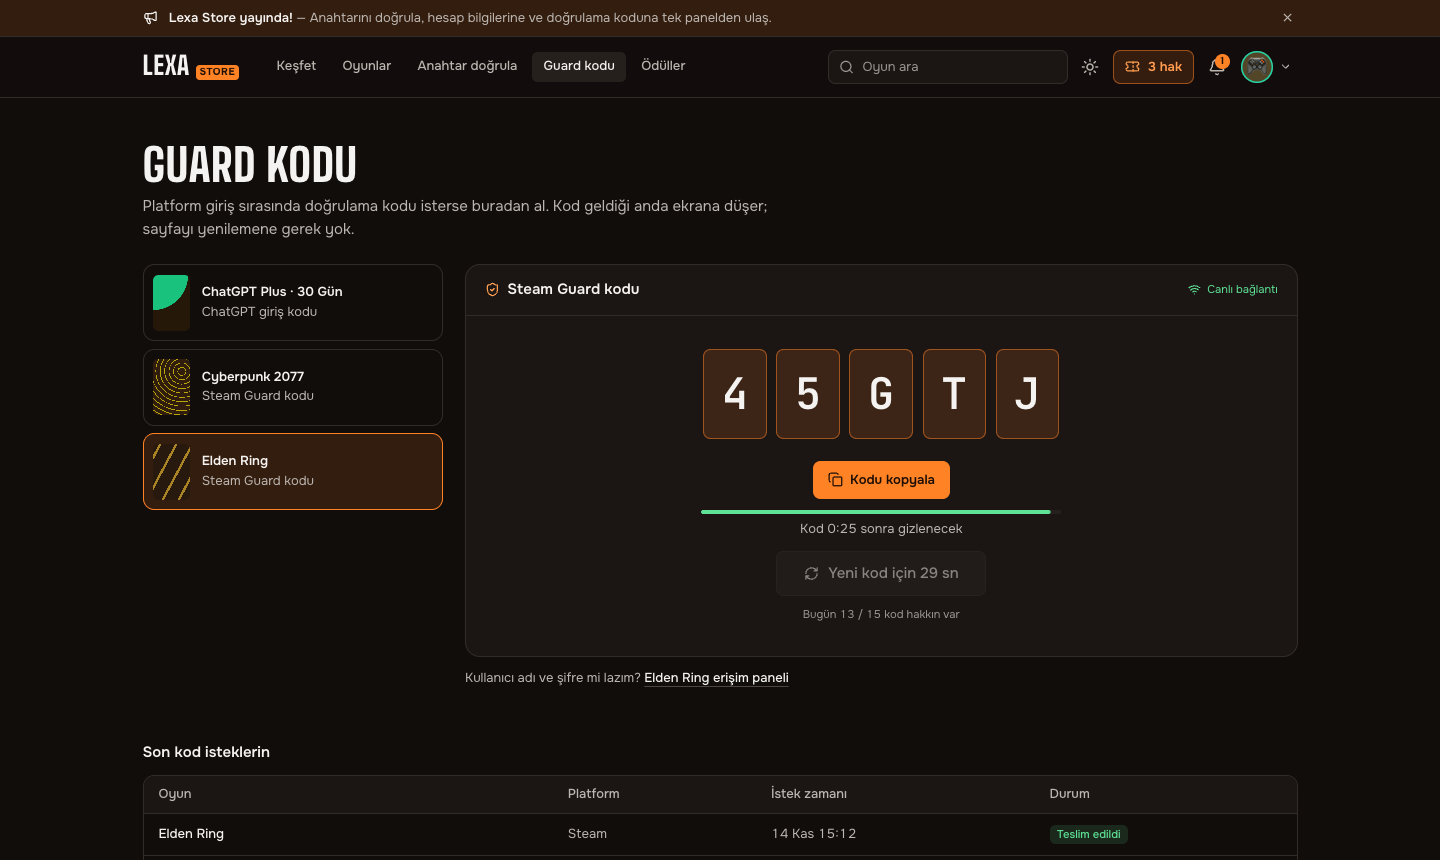 Lexa Store yayında! — Anahtarını doğrula, hesap bilgilerine ve doğrulama koduna tek panelden ulaş.
LEXA STORE
Keşfet
Oyunlar
Anahtar doğrula
Guard kodu
Ödüller
Oyun ara
3 hak
1
GUARD KODU
Platform giriş sırasında doğrulama kodu isterse buradan al. Kod geldiği anda ekrana düşer;
sayfayı yenilemene gerek yok.
ChatGPT Plus · 30 Gün
ChatGPT giriş kodu
Cyberpunk 2077
Steam Guard kodu
Elden Ring
Steam Guard kodu
Steam Guard kodu
Canlı bağlantı
4 5 G T J
Kodu kopyala
Kod 0:25 sonra gizlenecek
Yeni kod için 29 sn
Bugün 13 / 15 kod hakkın var
Kullanıcı adı ve şifre mi lazım? Elden Ring erişim paneli
Son kod isteklerin
Oyun Platform İstek zamanı Durum
Elden Ring Steam 14 Kas 15:12 Teslim edildi